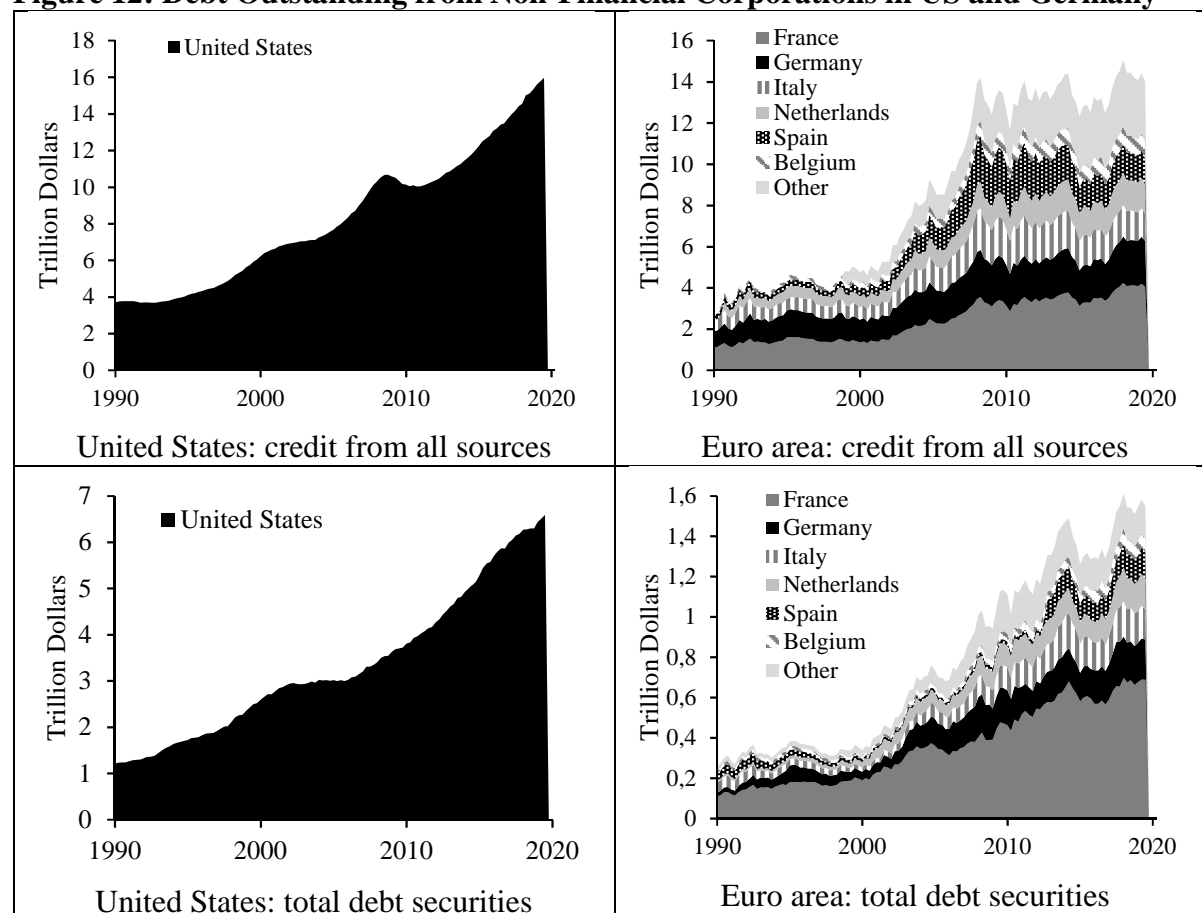 Figure 12: Debt Outstanding from Non-Financial Corporations in US and Germany
18
16
14
12
10
8
6
4
2
0
Trillion Dollars
United States
1990
2000
2010
2020
United States: credit from all sources
16
14
12
10
8
6
4
2
0
Trillion Dollars
France
Germany
Italy
Netherlands
Spain
Belgium
Other
1990
2000
2010
2020
Euro area: credit from all sources
7
6
5
4
3
2
1
0
Trillion Dollars
United States
1990
2000
2010
2020
United States: total debt securities
1,6
1,4
1,2
1
0,8
0,6
0,4
0,2
0
Trillion Dollars
France
Germany
Italy
Netherlands
Spain
Belgium
Other
1990
2000
2010
2020
Euro area: total debt securities